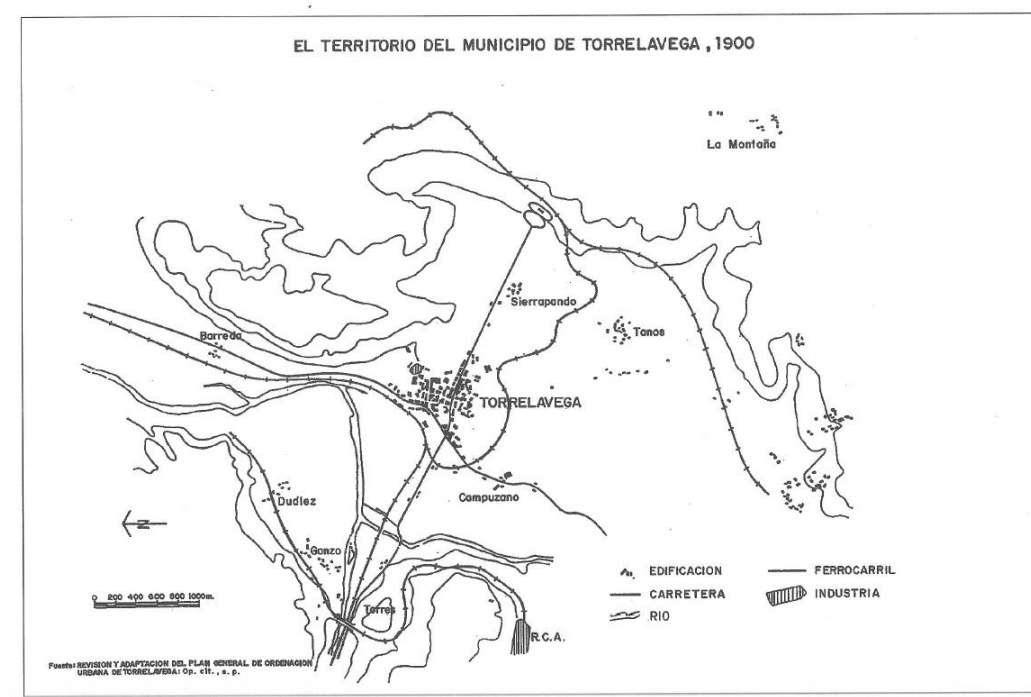 EL TERRITORIO DEL MUNICIPIO DE TORRELAVEGA, 1900
La Montaña
Sierrapando
Tanos
Barreda
TORRELAVEGA
Campuzano
Dudiez
Ganzo
N
Torres
R.C.A.
0 200 400 600 800 1000m.
EDIFICACION
FERROCARRIL
CARRETERA
INDUSTRIA
RIO
Fuente: REVISION Y ADAPTACION DEL PLAN GENERAL DE ORDENACION
URBANA DE TORRELAVEGA: Op. cit., s. p.